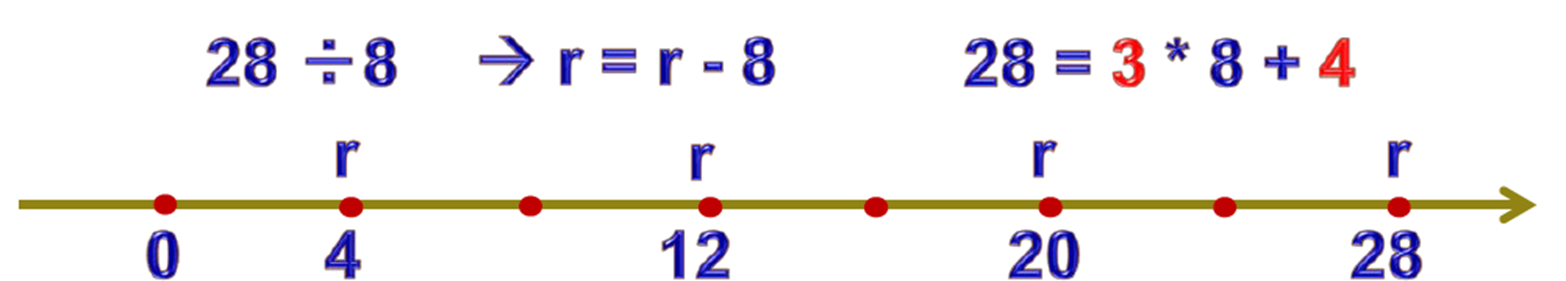 28 ÷ 8 → r = r - 8 28 = 3 * 8 + 4
r r r r
0 4 12 20 28